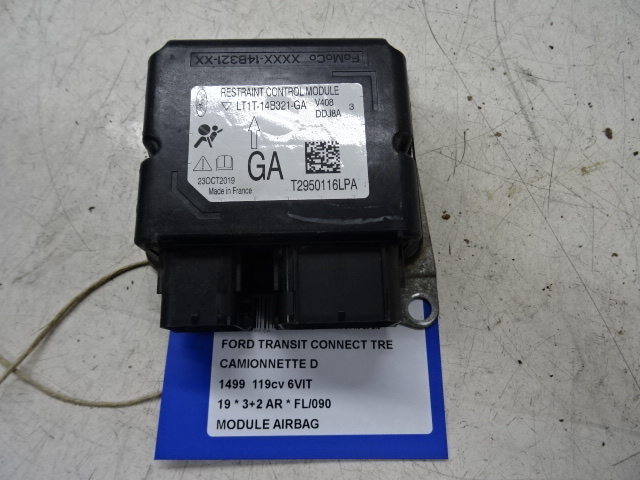 FoMoCo XXXX-14B321-XX
RESTRAINT CONTROL MODULE
LT1T-14B321-GA V408 3
DDJ8A
GA
23OCT2019
Made in France
T2950116LPA
FORD TRANSIT CONNECT TRE
CAMIONNETTE D
1499 119cv 6VIT
19 * 3+2 AR * FL/090
MODULE AIRBAG